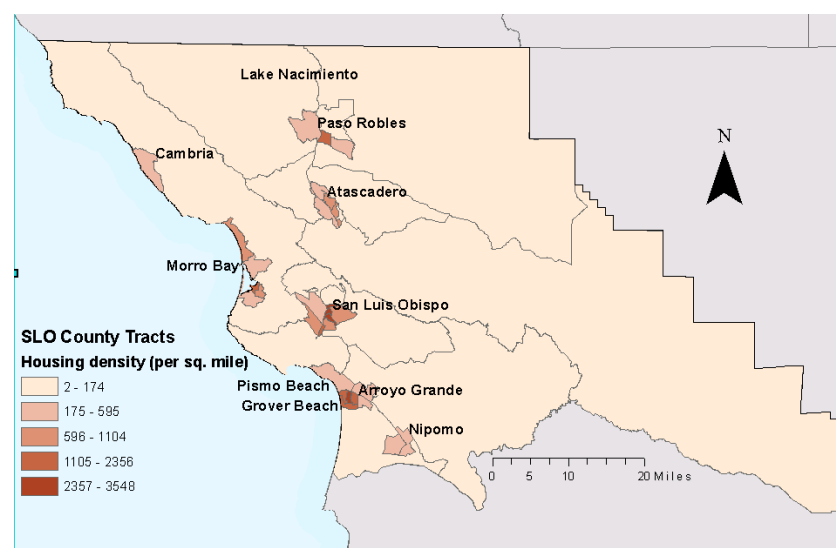 Lake Nacimiento
Paso Robles
N
Cambria
Atascadero
Morro Bay
San Luis Obispo
SLO County Tracts
Housing density (per sq. mile)
2 - 174
175 - 595
596 - 1104
1105 - 2356
2357 - 3548
Pismo Beach
Arroyo Grande
Grover Beach
Nipomo
0 5 10 20 Miles